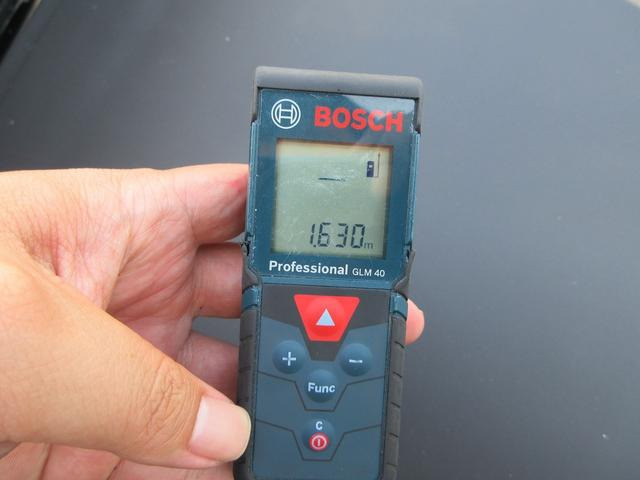 BOSCH
1.630m
Professional GLM 40
+
-
Func
C